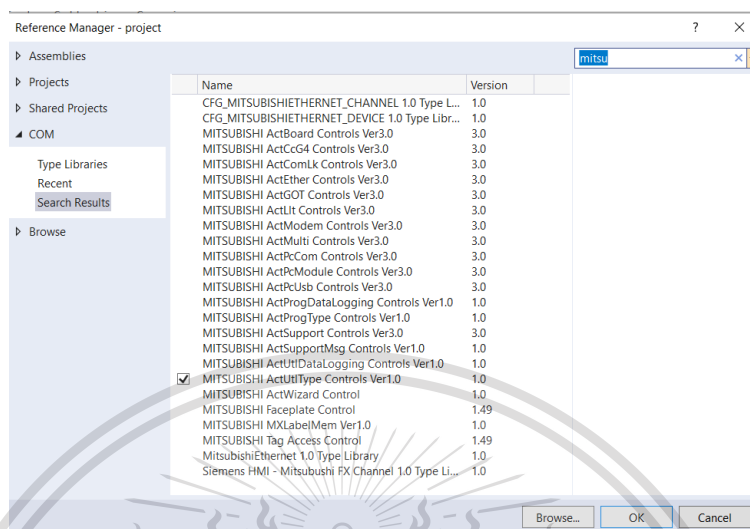 Reference Manager - project
?
Assemblies
Projects
Shared Projects
COM
Type Libraries
Recent
Search Results
Browse
mitsu
Name Version
CFG_MITSUBISHIETHERNET_CHANNEL 1.0 Type L... 1.0
CFG_MITSUBISHIETHERNET_DEVICE 1.0 Type Libr... 1.0
MITSUBISHI ActBoard Controls Ver3.0 3.0
MITSUBISHI ActCcG4 Controls Ver3.0 3.0
MITSUBISHI ActComLk Controls Ver3.0 3.0
MITSUBISHI ActEther Controls Ver3.0 3.0
MITSUBISHI ActGOT Controls Ver3.0 3.0
MITSUBISHI ActLlt Controls Ver3.0 3.0
MITSUBISHI ActModem Controls Ver3.0 3.0
MITSUBISHI ActMulti Controls Ver3.0 3.0
MITSUBISHI ActPcCom Controls Ver3.0 3.0
MITSUBISHI ActPcModule Controls Ver3.0 3.0
MITSUBISHI ActPcUsb Controls Ver3.0 3.0
MITSUBISHI ActProgDataLogging Controls Ver1.0 1.0
MITSUBISHI ActProgType Controls Ver1.0 1.0
MITSUBISHI ActSupport Controls Ver3.0 3.0
MITSUBISHI ActSupportMsg Controls Ver1.0 1.0
MITSUBISHI ActUtlDataLogging Controls Ver1.0 1.0
MITSUBISHI ActUtlType Controls Ver1.0 1.0
MITSUBISHI ActWizard Control 1.0
MITSUBISHI Faceplate Control 1.49
MITSUBISHI MXLabelMem Ver1.0 1.0
MITSUBISHI Tag Access Control 1.49
MitsubishiEthernet 1.0 Type Library 1.0
Siemens HMI - Mitsubushi FX Channel 1.0 Type Li... 1.0
Browse... OK Cancel